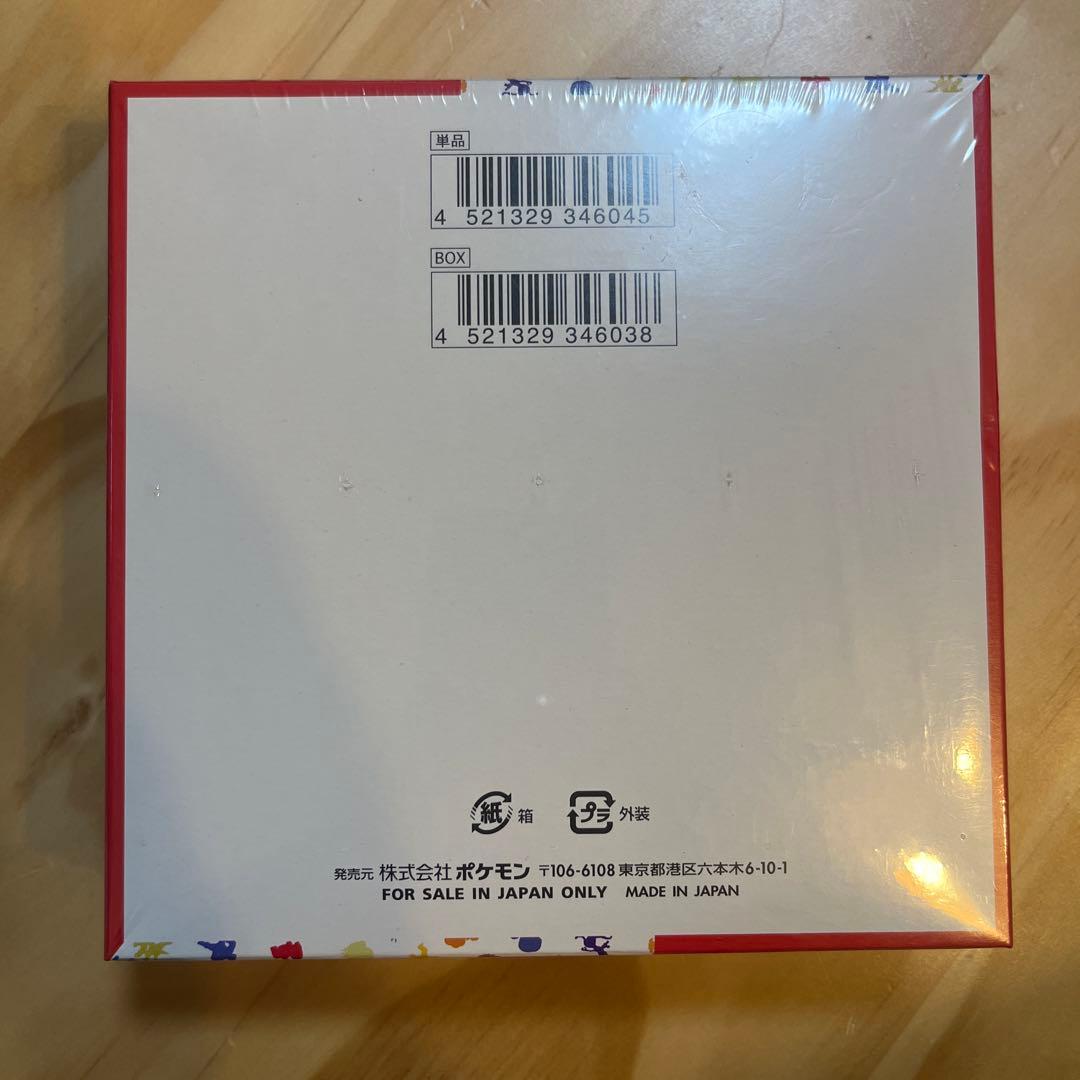 単品
4 521329 346045
BOX
4 521329 346038
紙 箱 プラ 外装
発売元 株式会社 ポケモン 〒106-6108 東京都港区六本木6-10-1
FOR SALE IN JAPAN ONLY MADE IN JAPAN